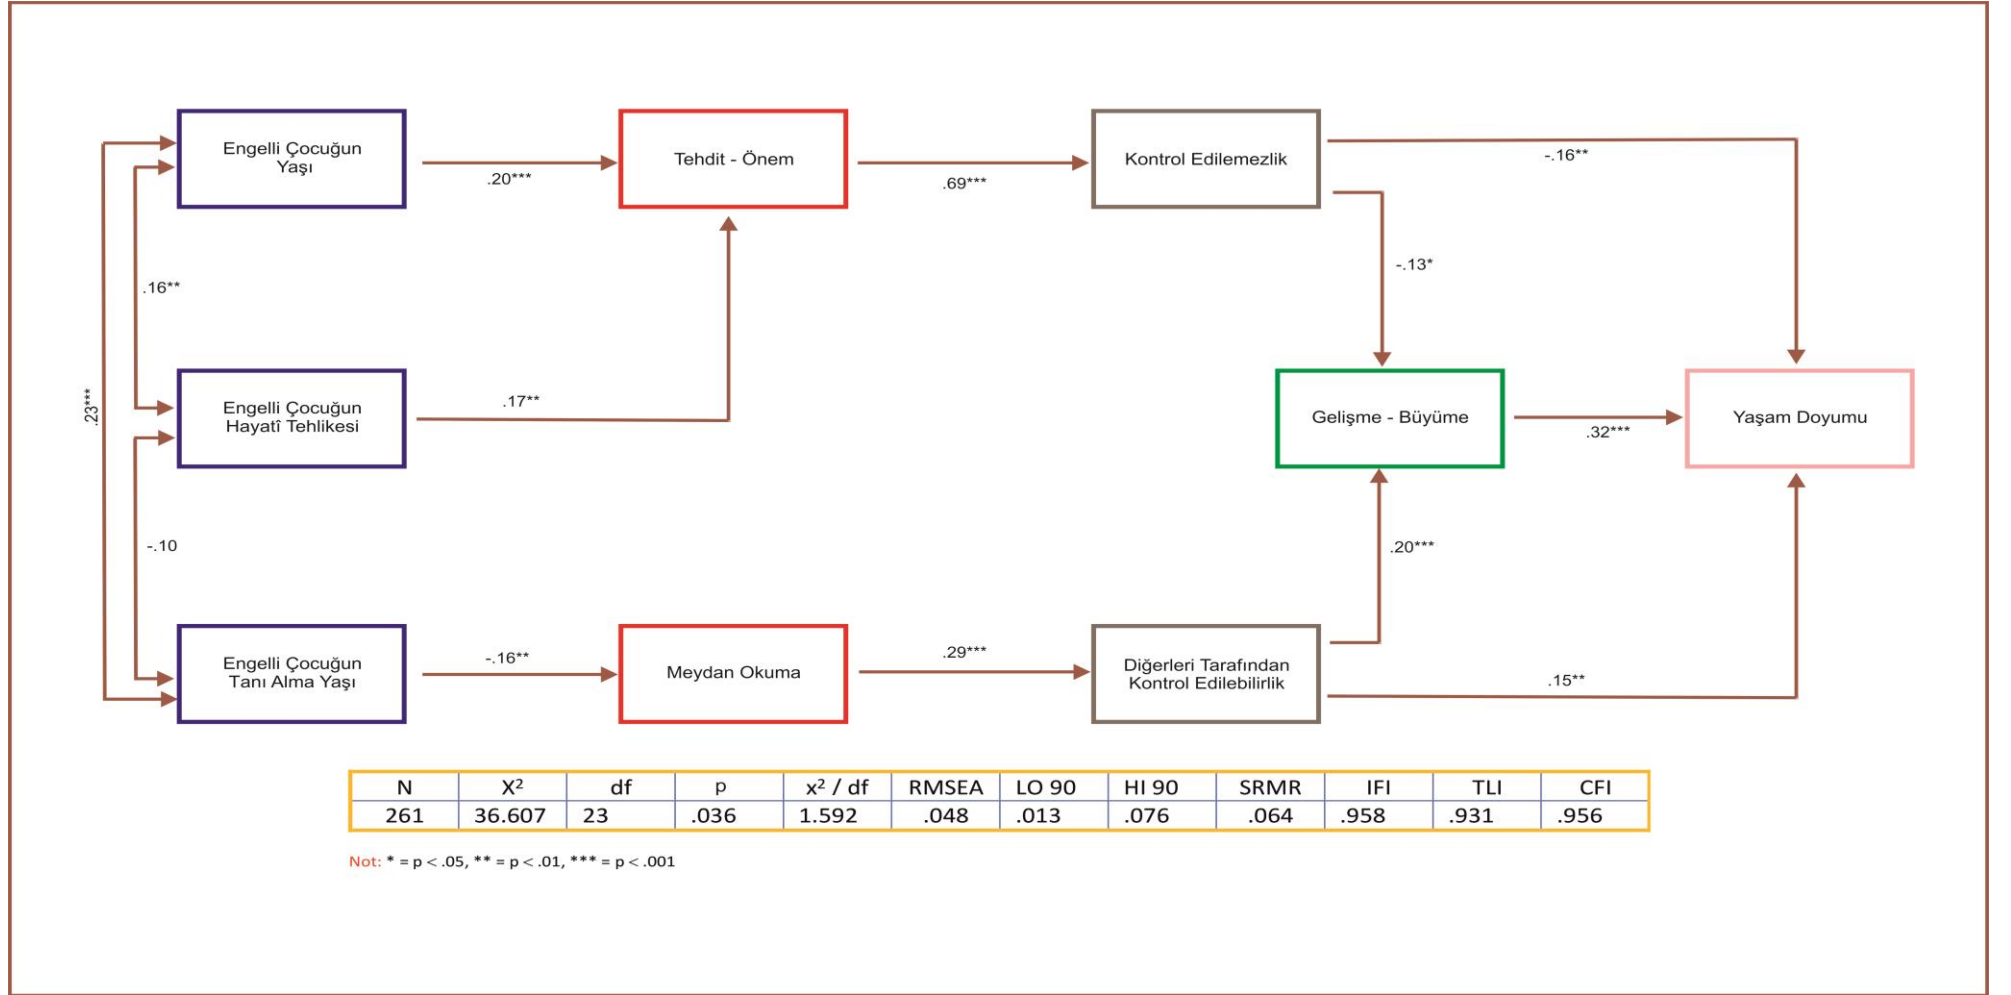 Engelli Çocuğun
Yaşı
.20***
Tehdit - Önem
.69***
Kontrol Edilemezlik
-.16**
-.13*
.16**
.23***
Engelli Çocuğun
Hayatî Tehlikesi
.17**
Gelişme - Büyüme
.32***
Yaşam Doyumu
-.10
.20***
Engelli Çocuğun
Tanı Alma Yaşı
-.16**
Meydan Okuma
.29***
Diğerleri Tarafından
Kontrol Edilebilirlik
.15**
N X² df p x² / df RMSEA LO 90 HI 90 SRMR IFI TLI CFI
261 36.607 23 .036 1.592 .048 .013 .076 .064 .958 .931 .956
Not: * = p < .05, ** = p < .01, *** = p < .001